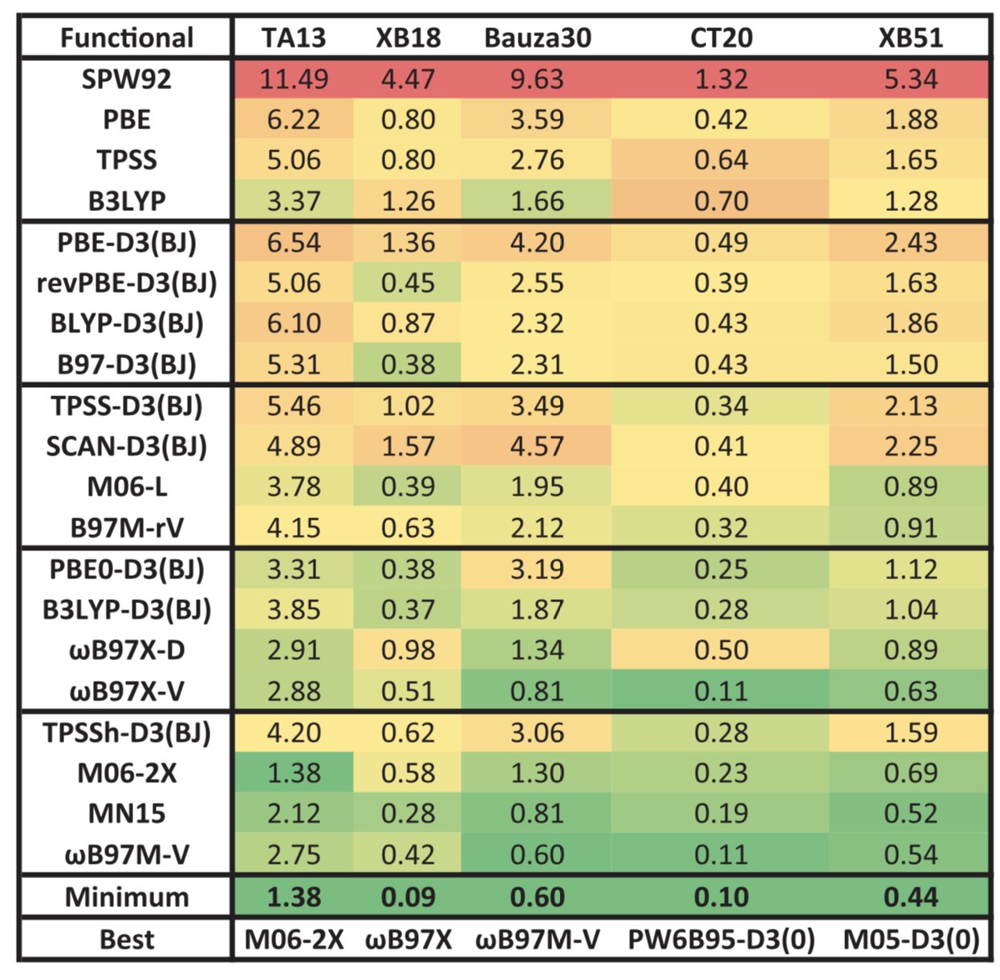 Functional TA13 XB18 Bauza30 CT20 XB51
SPW92 11.49 4.47 9.63 1.32 5.34
PBE 6.22 0.80 3.59 0.42 1.88
TPSS 5.06 0.80 2.76 0.64 1.65
B3LYP 3.37 1.26 1.66 0.70 1.28
PBE-D3(BJ) 6.54 1.36 4.20 0.49 2.43
revPBE-D3(BJ) 5.06 0.45 2.55 0.39 1.63
BLYP-D3(BJ) 6.10 0.87 2.32 0.43 1.86
B97-D3(BJ) 5.31 0.38 2.31 0.43 1.50
TPSS-D3(BJ) 5.46 1.02 3.49 0.34 2.13
SCAN-D3(BJ) 4.89 1.57 4.57 0.41 2.25
M06-L 3.78 0.39 1.95 0.40 0.89
B97M-rV 4.15 0.63 2.12 0.32 0.91
PBE0-D3(BJ) 3.31 0.38 3.19 0.25 1.12
B3LYP-D3(BJ) 3.85 0.37 1.87 0.28 1.04
ωB97X-D 2.91 0.98 1.34 0.50 0.89
ωB97X-V 2.88 0.51 0.81 0.11 0.63
TPSSh-D3(BJ) 4.20 0.62 3.06 0.28 1.59
M06-2X 1.38 0.58 1.30 0.23 0.69
MN15 2.12 0.28 0.81 0.19 0.52
ωB97M-V 2.75 0.42 0.60 0.11 0.54
Minimum 1.38 0.09 0.60 0.10 0.44
Best M06-2X ωB97X ωB97M-V PW6B95-D3(0) M05-D3(0)